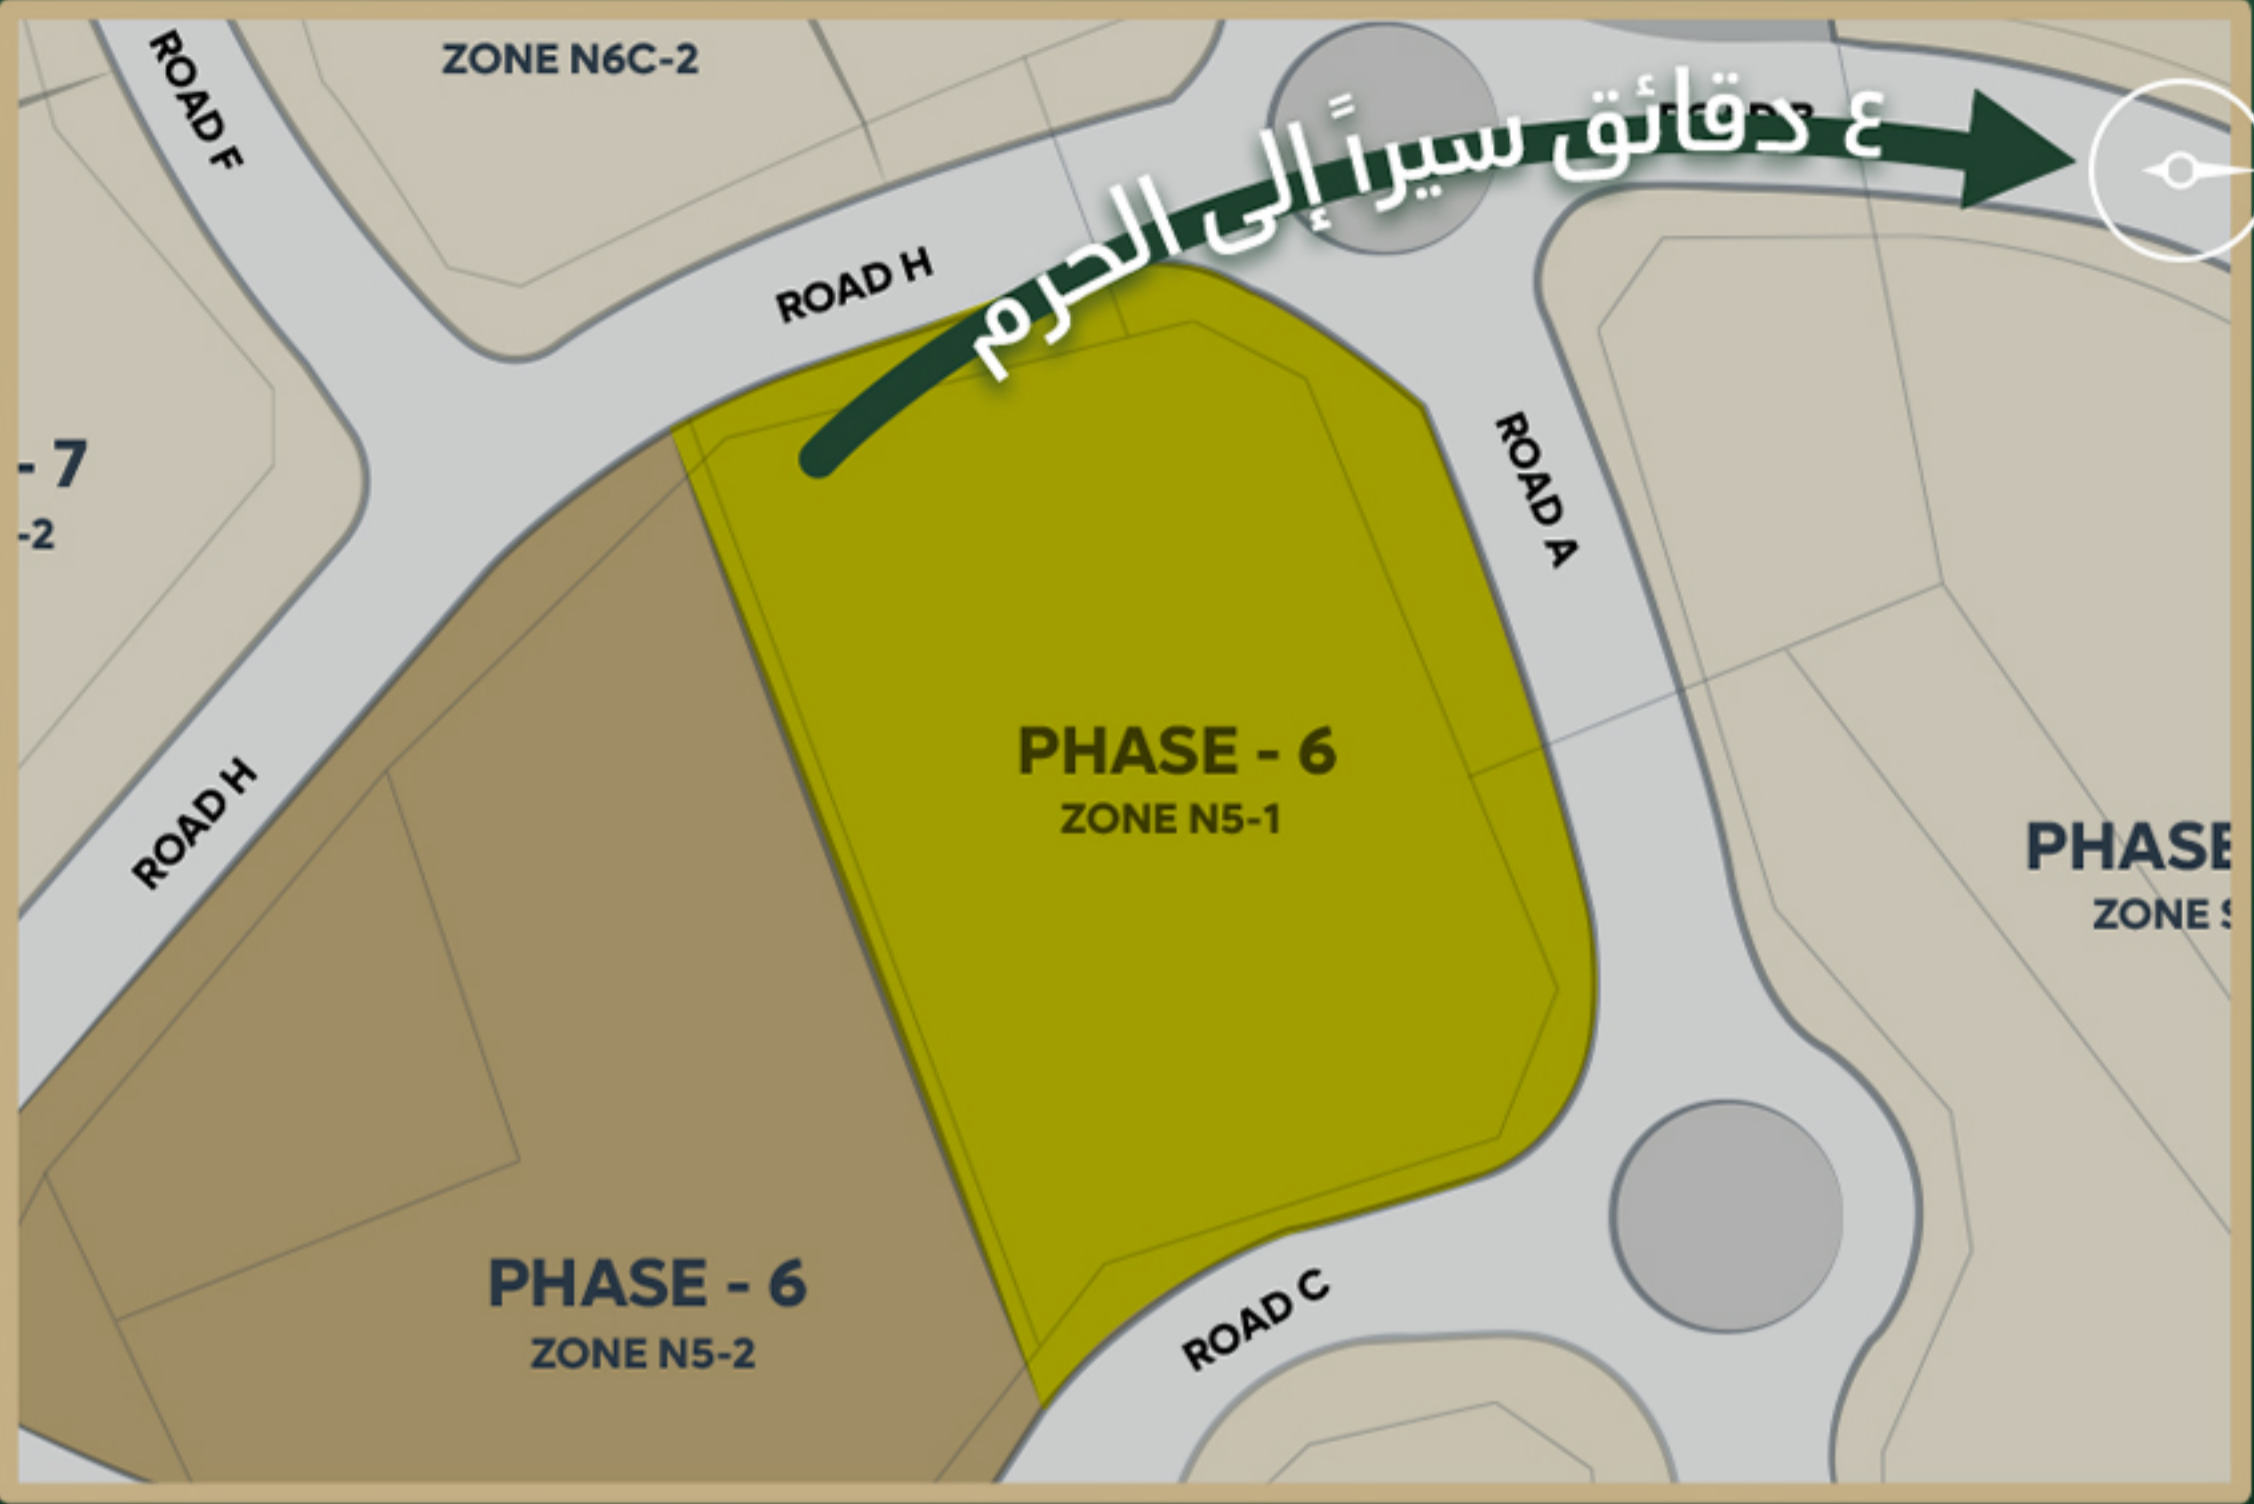 ROAD F
ZONE N6C-2
٤ دقائق سيراً إلى الحرم
ROAD H
- 7
-2
ROAD A
PHASE - 6
ZONE N5-1
ROAD H
PHASE
ZONE S
PHASE - 6
ZONE N5-2
ROAD C